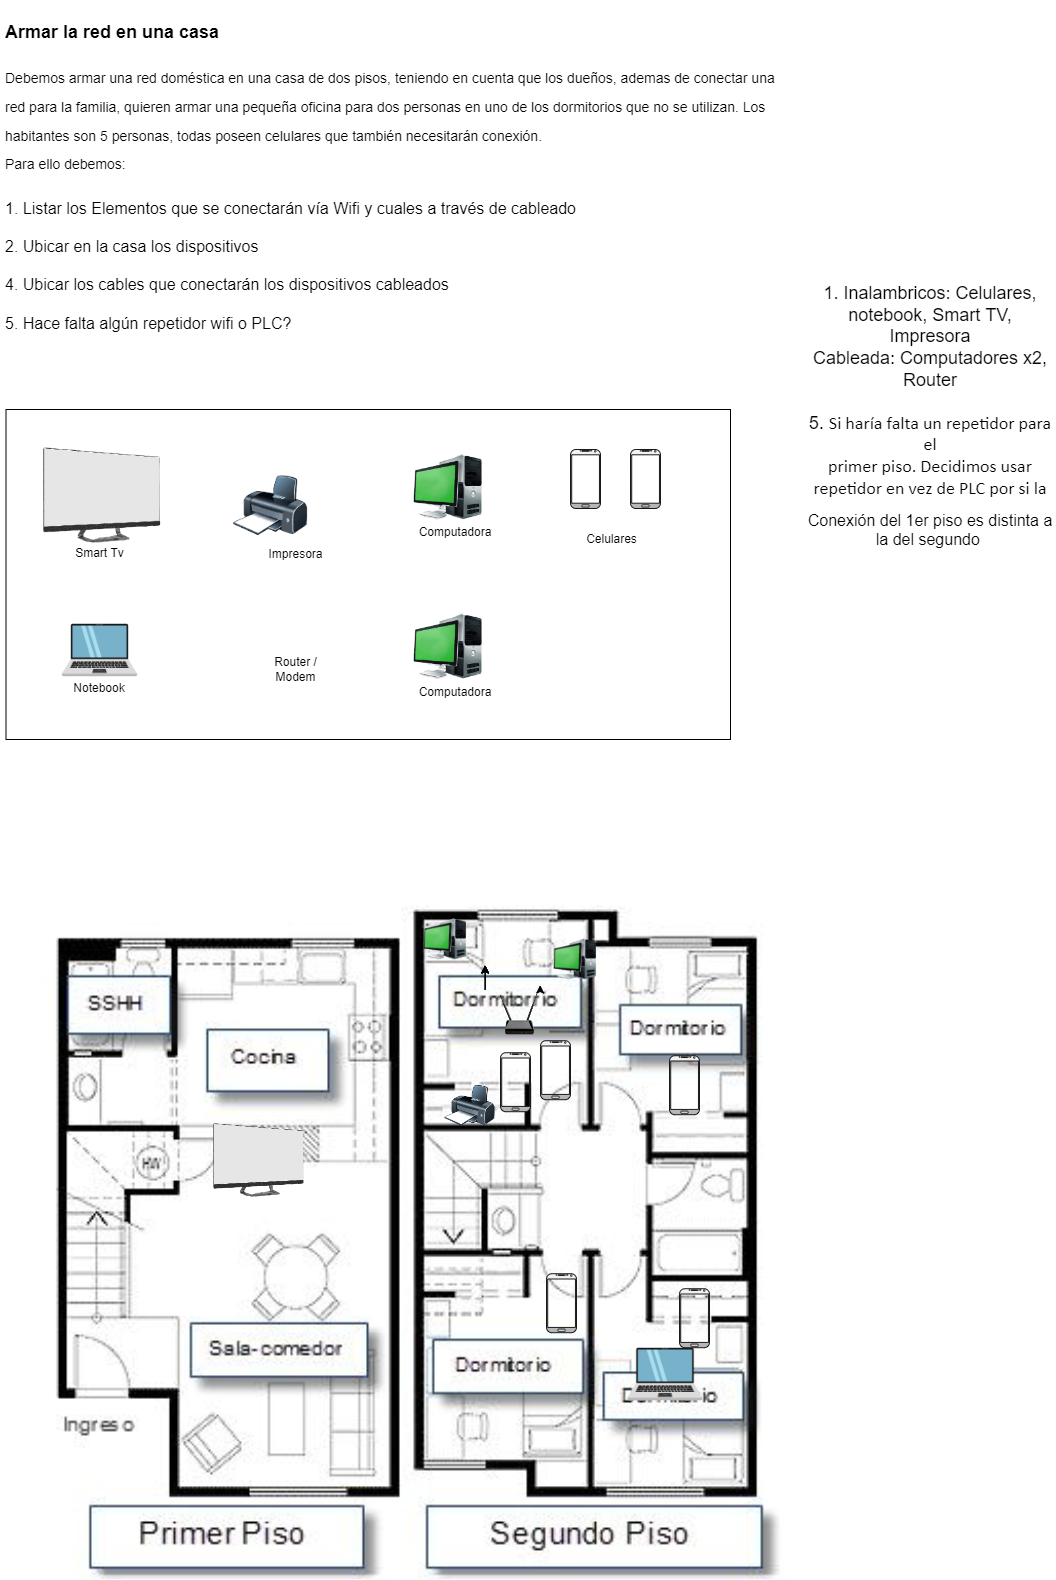 Armar la red en una casa
Debemos armar una red doméstica en una casa de dos pisos, teniendo en cuenta que los dueños, ademas de conectar una
red para la familia, quieren armar una pequeña oficina para dos personas en uno de los dormitorios que no se utilizan. Los
habitantes son 5 personas, todas poseen celulares que también necesitarán conexión.
Para ello debemos:
1. Listar los Elementos que se conectarán vía Wifi y cuales a través de cableado
2. Ubicar en la casa los dispositivos
4. Ubicar los cables que conectarán los dispositivos cableados
5. Hace falta algún repetidor wifi o PLC?
1. Inalambricos: Celulares,
notebook, Smart TV,
Impresora
Cableada: Computadores x2,
Router
5. Si haría falta un repetidor para
el
primer piso. Decidimos usar
repetidor en vez de PLC por si la
Conexión del 1er piso es distinta a
la del segundo
Smart Tv
Impresora
Computadora
Celulares
Notebook
Router /
Modem
Computadora
SSHH
Cocina
HW
Sala-comedor
Ingreso
Primer Piso
Dormitorrio
Dormitorio
Dormitorio
Dormitorio
Segundo Piso